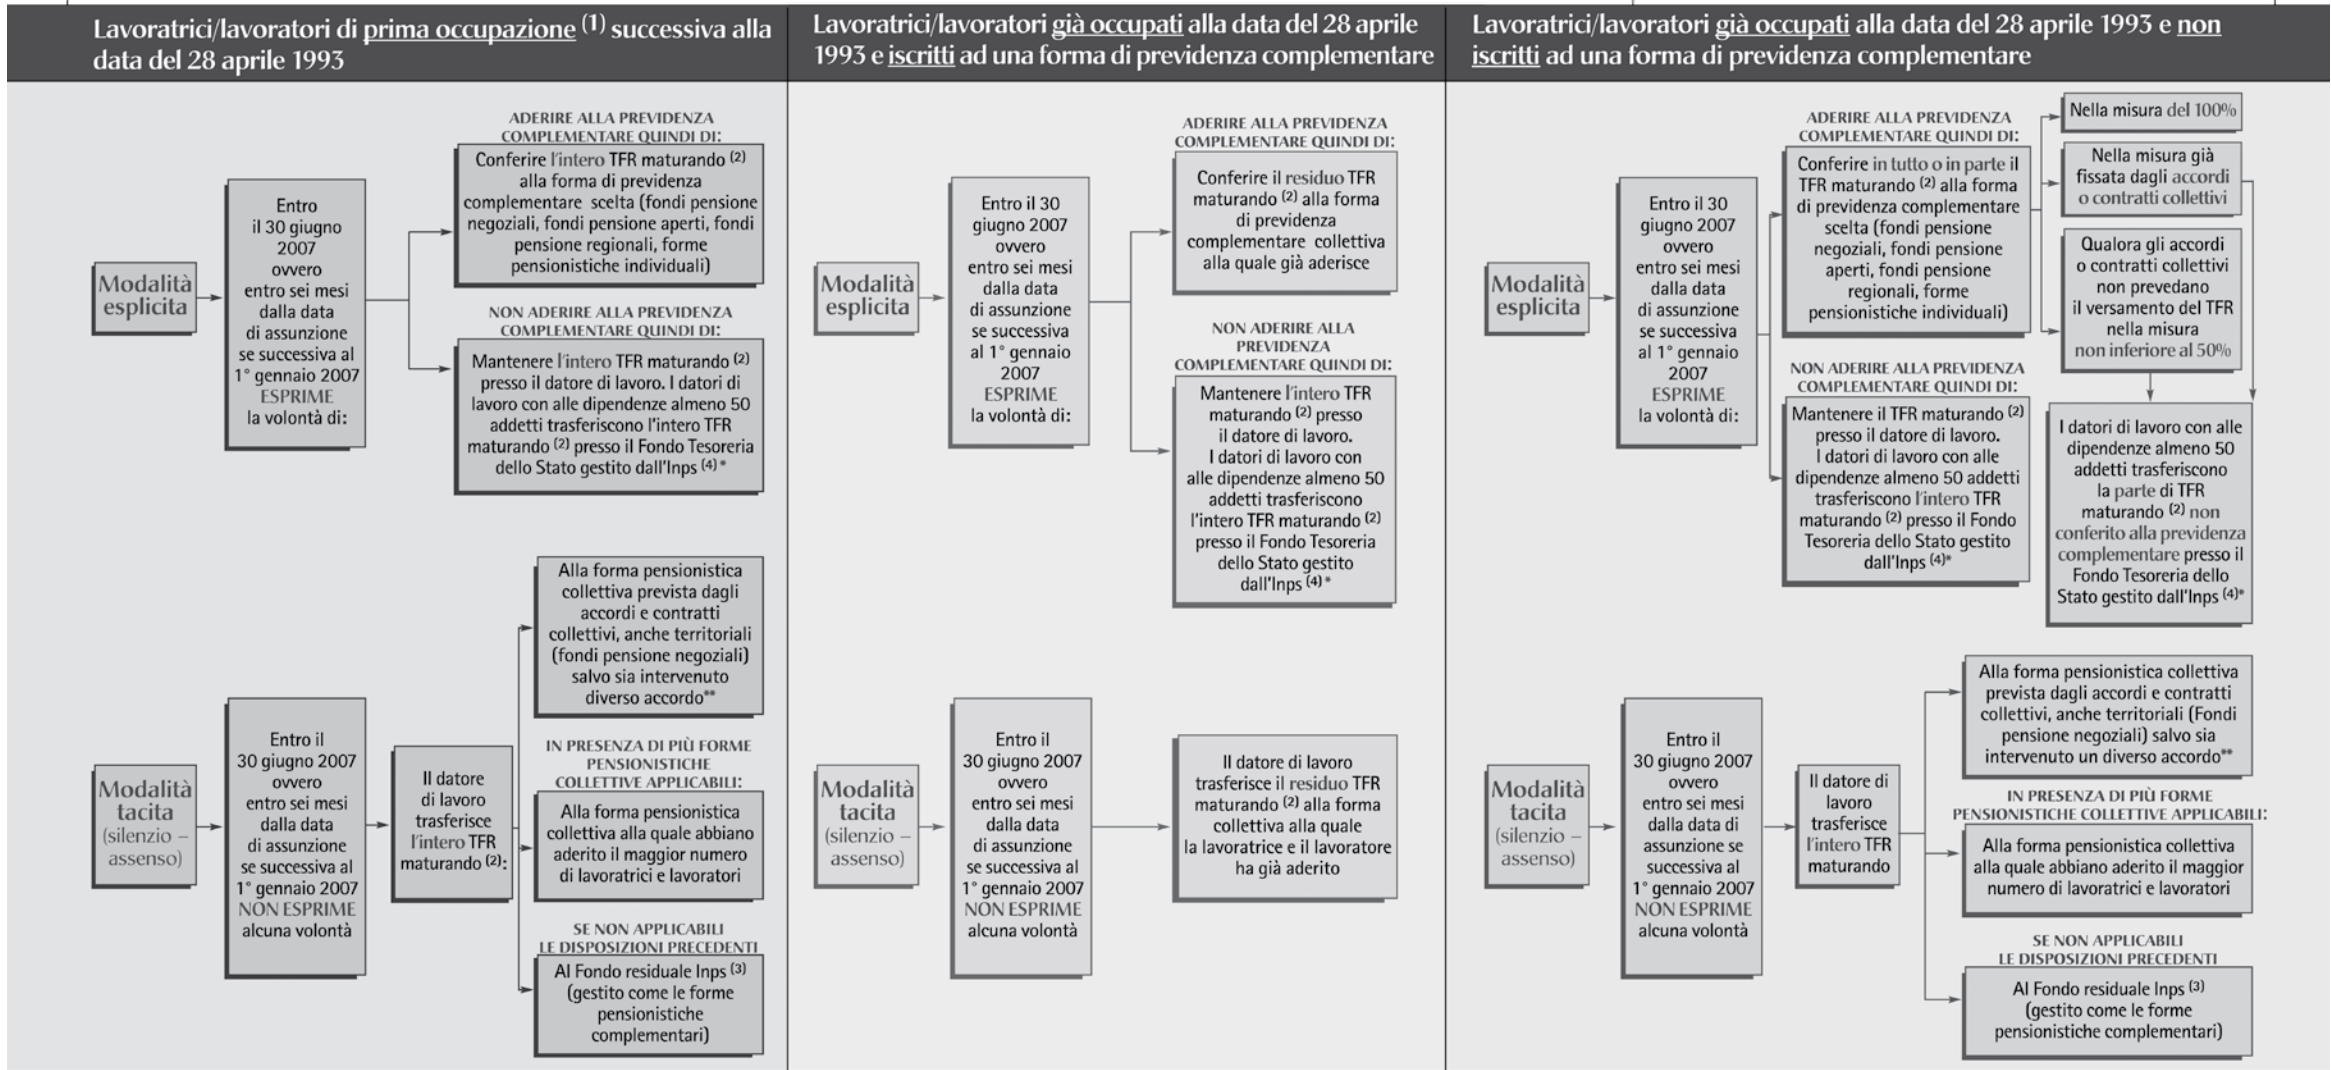 Lavoratrici/lavoratori di prima occupazione (1) successiva alla
data del 28 aprile 1993
Modalità
esplicita
Entro
il 30 giugno
2007
ovvero
entro sei mesi
dalla data
di assunzione
se successiva al
1° gennaio 2007
ESPRIME
la volontà di:
ADERIRE ALLA PREVIDENZA
COMPLEMENTARE QUINDI DI:
Conferire l'intero TFR maturando (2)
alla forma di previdenza
complementare scelta (fondi pensione
negoziali, fondi pensione aperti, fondi
pensione regionali, forme
pensionistiche individuali)
NON ADERIRE ALLA PREVIDENZA
COMPLEMENTARE QUINDI DI:
Mantenere l'intero TFR maturando (2)
presso il datore di lavoro. I datori di
lavoro con alle dipendenze almeno 50
addetti trasferiscono l'intero TFR
maturando (2) presso il Fondo Tesoreria
dello Stato gestito dall'Inps (4) *
Modalità
tacita
(silenzio –
assenso)
Entro il
30 giugno 2007
ovvero
entro sei mesi
dalla data
di assunzione
se successiva al
1° gennaio 2007
NON ESPRIME
alcuna volontà
Il datore
di lavoro
trasferisce
l'intero TFR
maturando (2):
Alla forma pensionistica
collettiva prevista dagli
accordi e contratti
collettivi, anche territoriali
(fondi pensione negoziali)
salvo sia intervenuto
diverso accordo**
IN PRESENZA DI PIÙ FORME
PENSIONISTICHE
COLLETTIVE APPLICABILI:
Alla forma pensionistica
collettiva alla quale abbiano
aderito il maggior numero
di lavoratrici e lavoratori
SE NON APPLICABILI
LE DISPOSIZIONI PRECEDENTI
Al Fondo residuale Inps (3)
(gestito come le forme
pensionistiche
complementari)
Lavoratrici/lavoratori già occupati alla data del 28 aprile
1993 e iscritti ad una forma di previdenza complementare
Modalità
esplicita
Entro il 30
giugno 2007
ovvero
entro sei mesi
dalla data
di assunzione
se successiva
al 1° gennaio
2007
ESPRIME
la volontà di:
ADERIRE ALLA PREVIDENZA
COMPLEMENTARE QUINDI DI:
Conferire il residuo TFR
maturando (2) alla forma
di previdenza
complementare collettiva
alla quale già aderisce
NON ADERIRE ALLA
PREVIDENZA
COMPLEMENTARE QUINDI DI:
Mantenere l'intero TFR
maturando (2) presso
il datore di lavoro.
I datori di lavoro con
alle dipendenze almeno 50
addetti trasferiscono
l'intero TFR maturando (2)
presso il Fondo Tesoreria
dello Stato gestito
dall'Inps (4) *
Modalità
tacita
(silenzio –
assenso)
Entro il
30 giugno 2007
ovvero
entro sei mesi
dalla data
di assunzione
se successiva al
1° gennaio 2007
NON ESPRIME
alcuna volontà
Il datore di lavoro
trasferisce il residuo TFR
maturando (2) alla forma
collettiva alla quale
la lavoratrice e il lavoratore
ha già aderito
Lavoratrici/lavoratori già occupati alla data del 28 aprile 1993 e non
iscritti ad una forma di previdenza complementare
Modalità
esplicita
Entro il 30
giugno 2007
ovvero
entro sei mesi
dalla data
di assunzione
se successiva
al 1° gennaio
2007
ESPRIME
la volontà di:
ADERIRE ALLA PREVIDENZA
COMPLEMENTARE QUINDI DI:
Conferire in tutto o in parte il
TFR maturando (2) alla forma
di previdenza complementare
scelta (fondi pensione
negoziali, fondi pensione
aperti, fondi pensione
regionali, forme
pensionistiche individuali)
Nella misura del 100%
Nella misura già
fissata dagli accordi
o contratti collettivi
Qualora gli accordi
o contratti collettivi
non prevedano
il versamento del TFR
nella misura
non inferiore al 50%
I datori di lavoro con alle
dipendenze almeno 50
addetti trasferiscono
la parte di TFR
maturando (2) non
conferito alla previdenza
complementare presso il
Fondo Tesoreria dello
Stato gestito dall'Inps (4)*
NON ADERIRE ALLA PREVIDENZA
COMPLEMENTARE QUINDI DI:
Mantenere il TFR maturando (2)
presso il datore di lavoro.
I datori di lavoro con alle
dipendenze almeno 50 addetti
trasferiscono l'intero TFR
maturando (2) presso il Fondo
Tesoreria dello Stato gestito
dall'Inps (4)*
Modalità
tacita
(silenzio –
assenso)
Entro il
30 giugno 2007
ovvero
entro sei mesi
dalla data di
assunzione se
successiva al
1° gennaio 2007
NON ESPRIME
alcuna volontà
Il datore di
lavoro
trasferisce
l'intero TFR
maturando
Alla forma pensionistica collettiva
prevista dagli accordi e contratti
collettivi, anche territoriali (Fondi
pensione negoziali) salvo sia
intervenuto un diverso accordo**
IN PRESENZA DI PIÙ FORME
PENSIONISTICHE COLLETTIVE APPLICABILI:
Alla forma pensionistica collettiva
alla quale abbiano aderito il maggior
numero di lavoratrici e lavoratori
SE NON APPLICABILI
LE DISPOSIZIONI PRECEDENTI
Al Fondo residuale Inps (3)
(gestito come le forme
pensionistiche complementari)